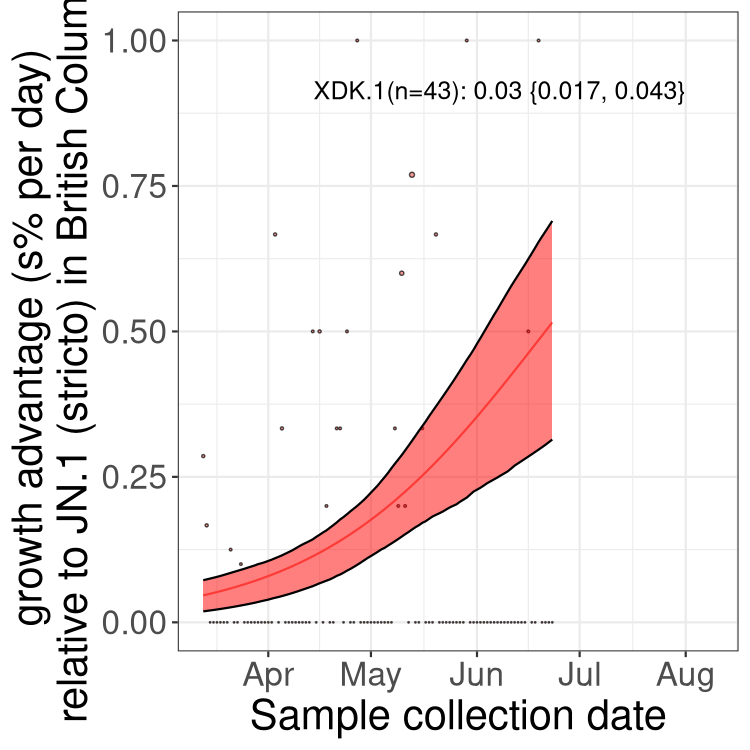 growth advantage (s% per day)
relative to JN.1 (stricto) in British Colum
1.00
0.75
0.50
0.25
0.00
XDK.1(n=43): 0.03 {0.017, 0.043}
Apr May Jun Jul Aug
Sample collection date